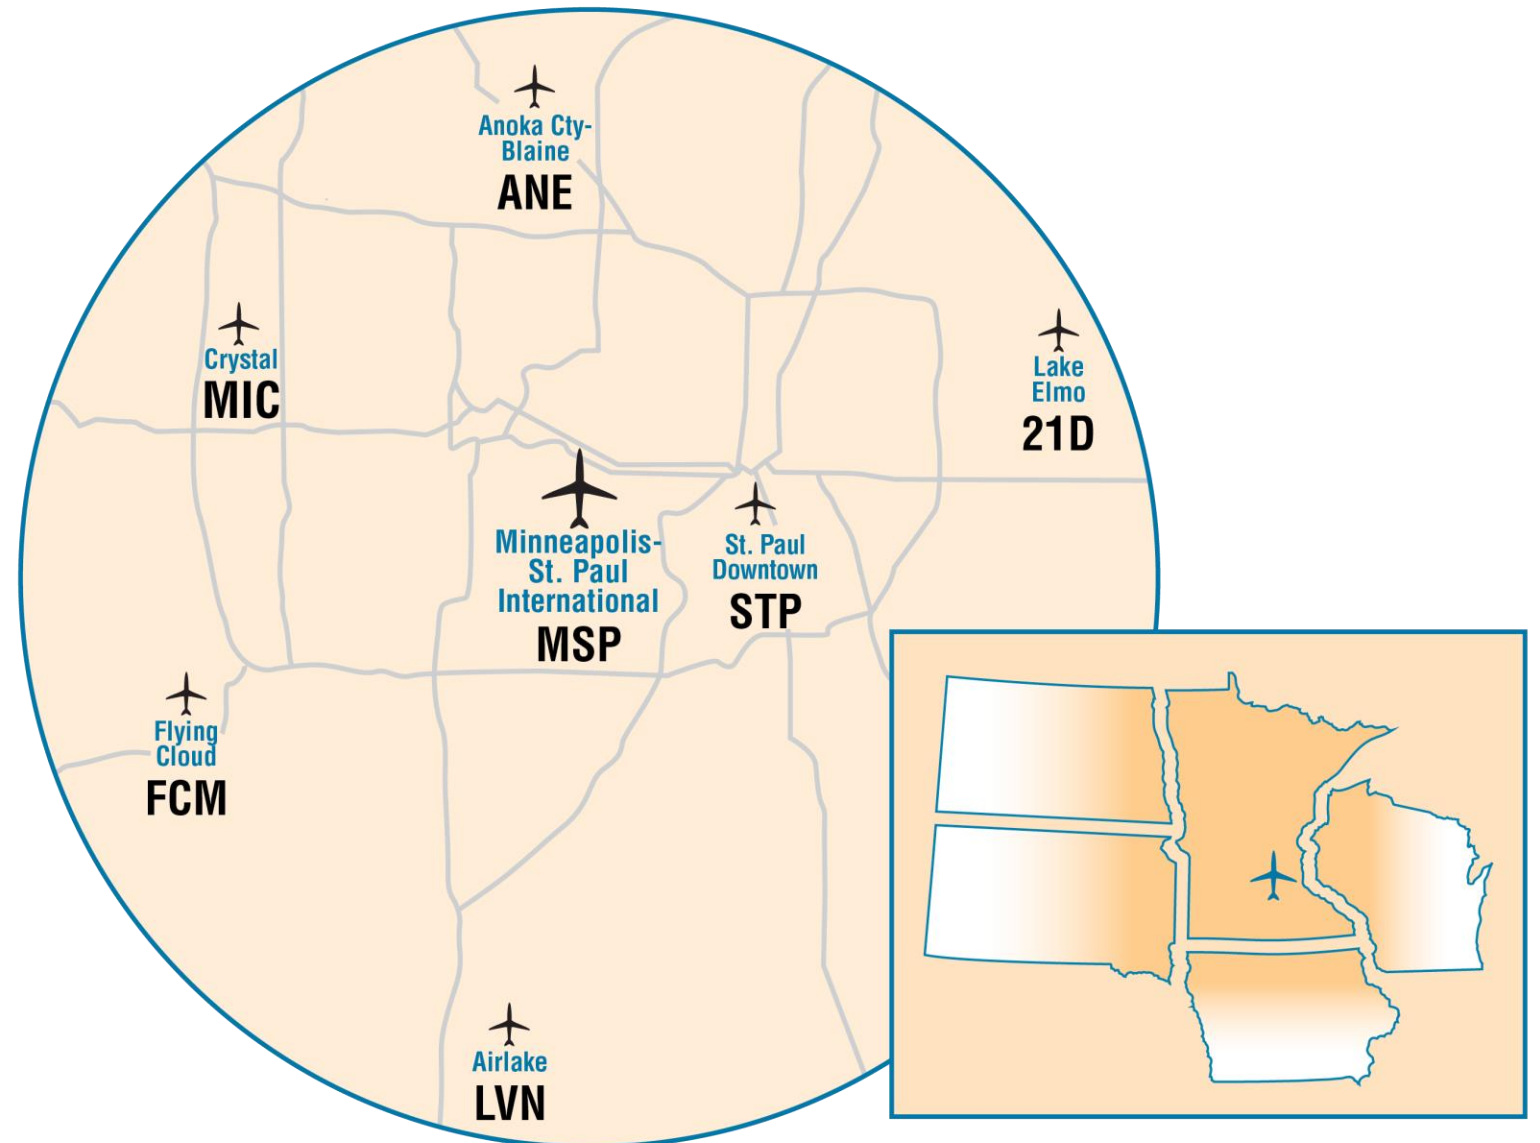 Anoka Cty-
Blaine
ANE
Crystal
MIC
Lake
Elmo
21D
Minneapolis-
St. Paul
International
MSP
St. Paul
Downtown
STP
Flying
Cloud
FCM
Airlake
LVN